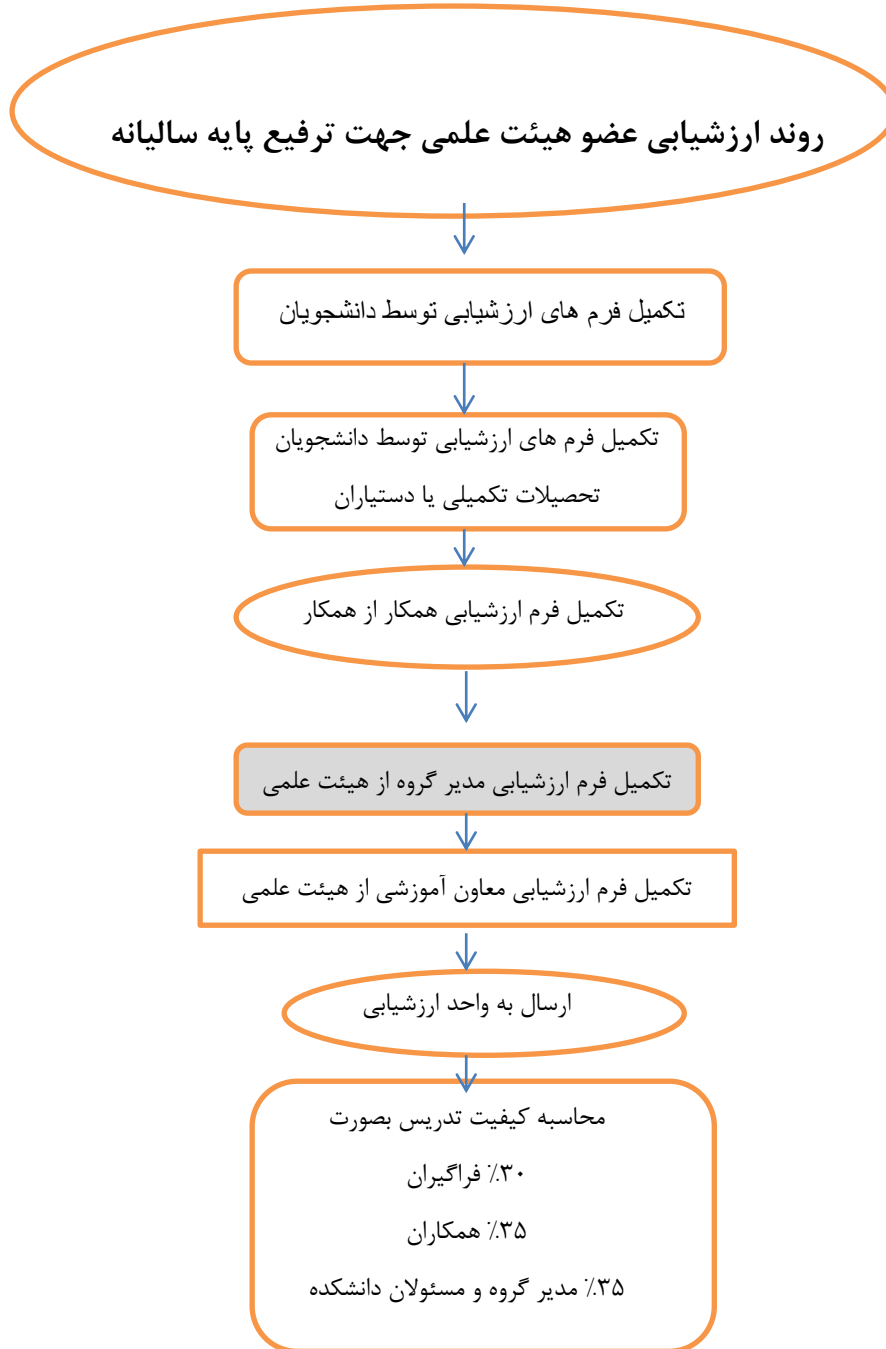 روند ارزشیابی عضو هیئت علمی جهت ترفیع پایه سالیانه
تکمیل فرم های ارزشیابی توسط دانشجویان
تکمیل فرم های ارزشیابی توسط دانشجویان
تحصیلات تکمیلی یا دستیاران
تکمیل فرم ارزشیابی همکار از همکار
تکمیل فرم ارزشیابی مدیر گروه از هیئت علمی
تکمیل فرم ارزشیابی معاون آموزشی از هیئت علمی
ارسال به واحد ارزشیابی
محاسبه کیفیت تدریس بصورت
۳۰٪ فراگیران
۳۵٪ همکاران
۳۵٪ مدیر گروه و مسئولان دانشکده